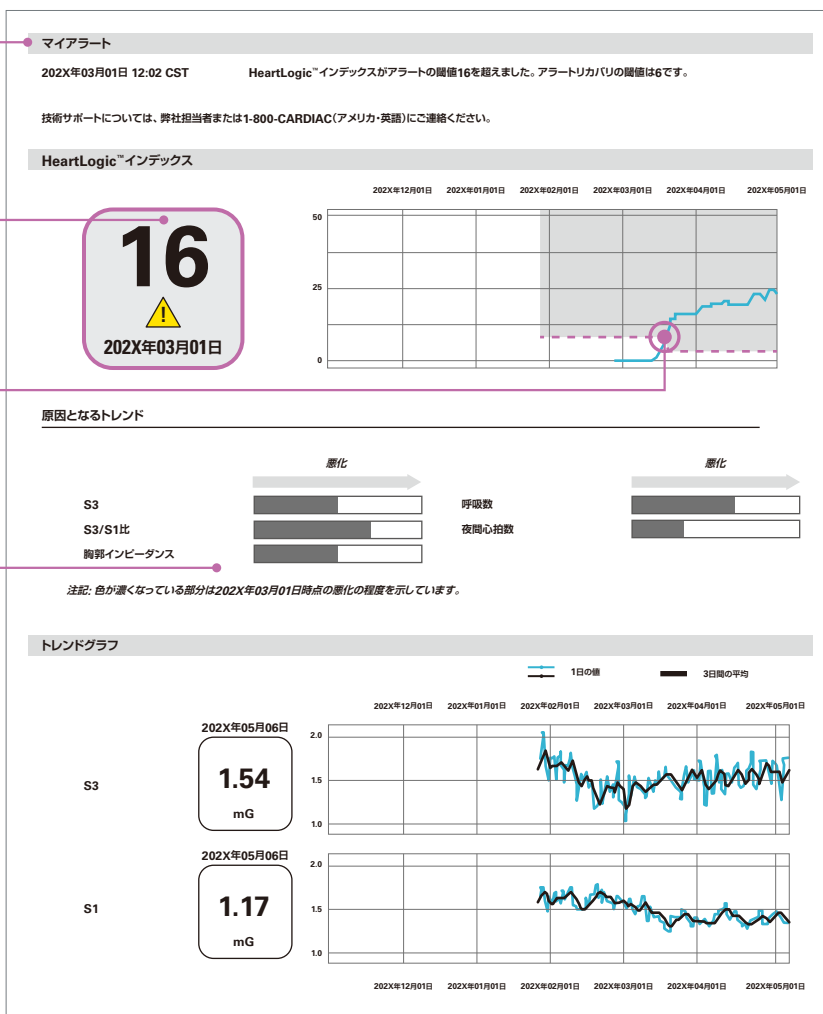 マイアラート
202X年03月01日 12:02 CST HeartLogic™インデックスがアラートの閾値16を超えました。アラートリカバリの閾値は6です。
技術サポートについては、弊社担当者または1-800-CARDIAC(アメリカ・英語)にご連絡ください。
HeartLogic™インデックス
202X年12月01日 202X年01月01日 202X年02月01日 202X年03月01日 202X年04月01日 202X年05月01日
16
202X年03月01日
50
25
0
原因となるトレンド
悪化 悪化
S3 呼吸数
S3/S1比 夜間心拍数
胸郭インピーダンス
注記: 色が濃くなっている部分は202X年03月01日時点の悪化の程度を示しています。
トレンドグラフ
1日の値 3日間の平均
202X年12月01日 202X年01月01日 202X年02月01日 202X年03月01日 202X年04月01日 202X年05月01日
S3
202X年05月06日
1.54
mG
2.0
1.5
1.0
S1
202X年05月06日
1.17
mG
2.0
1.5
1.0
202X年12月01日 202X年01月01日 202X年02月01日 202X年03月01日 202X年04月01日 202X年05月01日